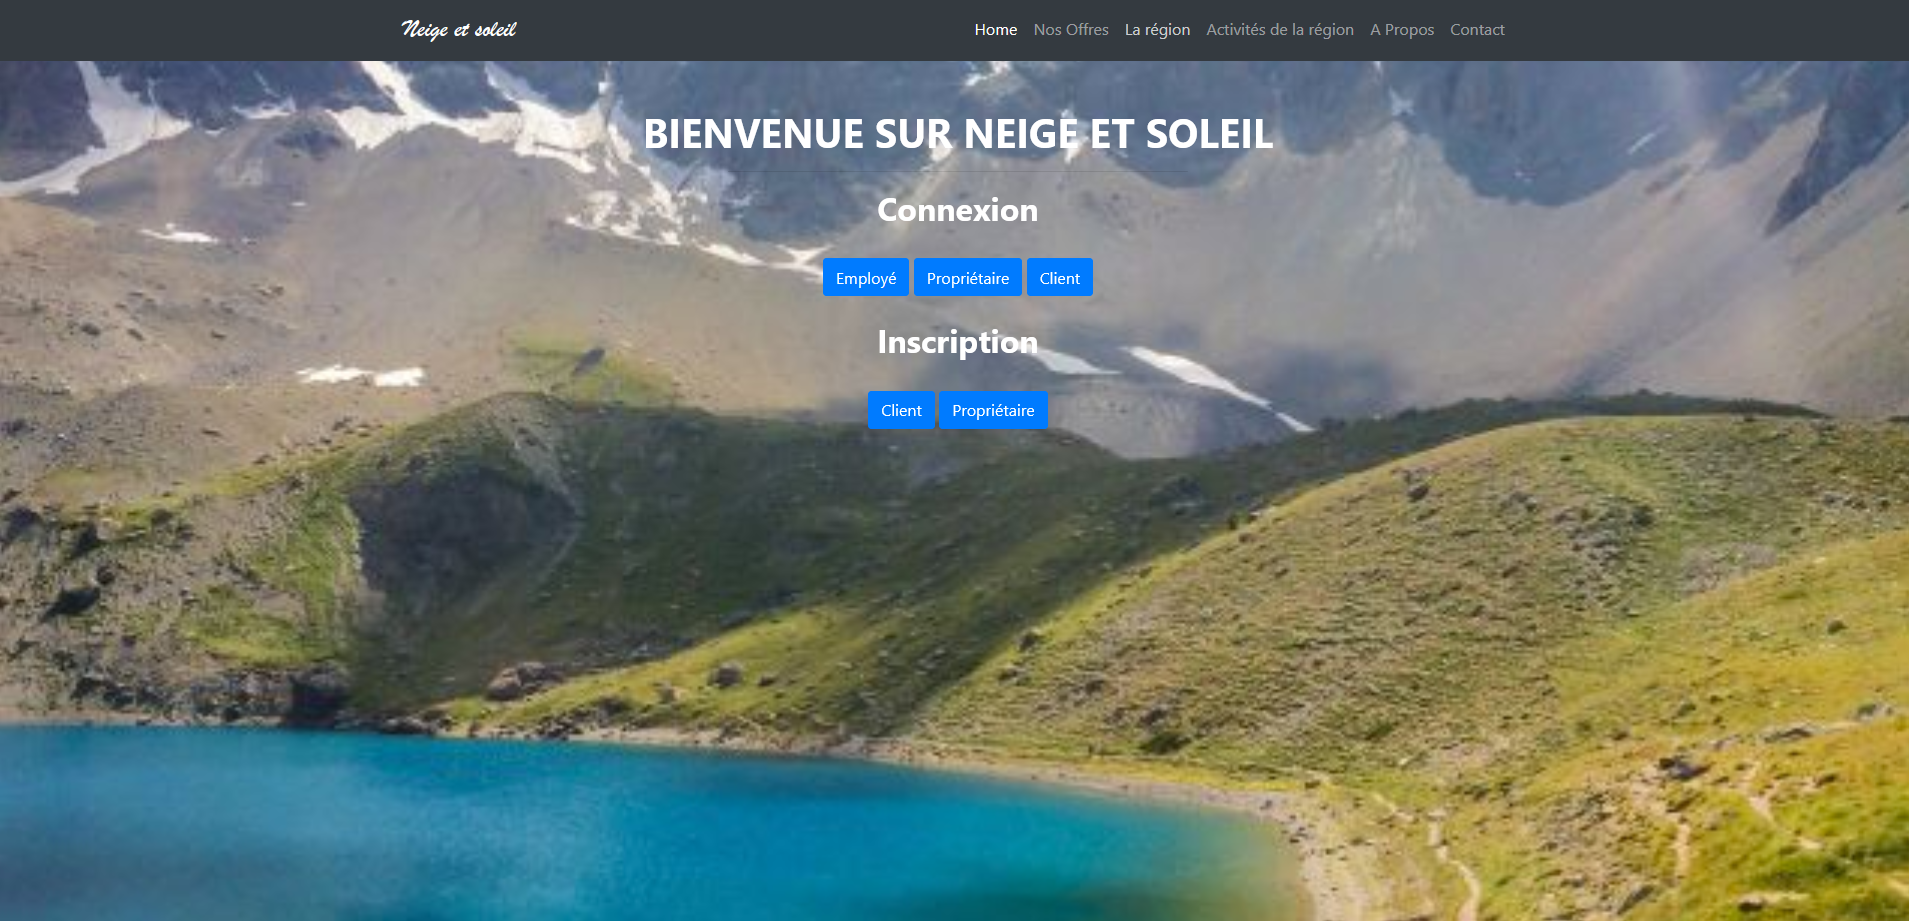 Neige et soleil
Home Nos Offres La région Activités de la région A Propos Contact
BIENVENUE SUR NEIGE ET SOLEIL
Connexion
Employé Propriétaire Client
Inscription
Client Propriétaire